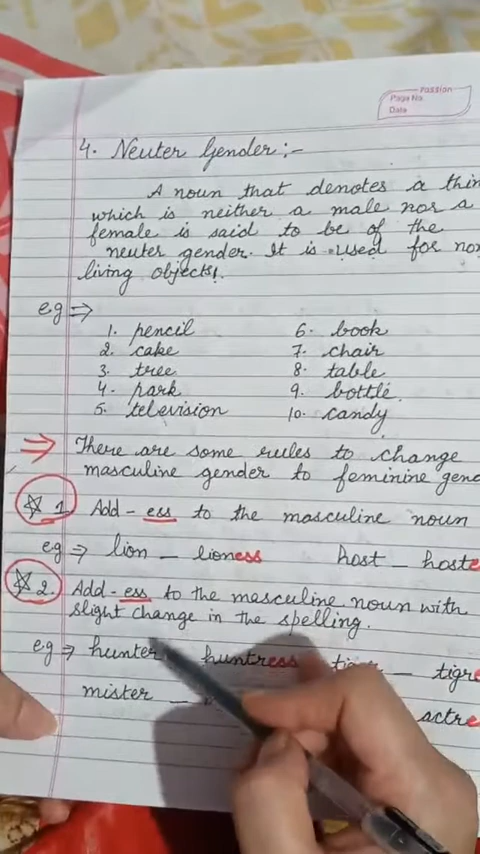 Passion
Page No.
Date
4. Neuter Gender:-
A noun that denotes a thin
which is neither a male nor a
female is said to be of the
neuter gender. It is used for no
living objects!
eg ⇒
1. pencil 6. book
2. cake 7. chair
3. tree 8. table
4. park 9. bottle
5. television 10. candy
⇒ There are some rules to change
masculine gender to feminine gen
☆ 1. Add - ess to the masculine noun
eg ⇒ lion _ lioness host _ hoste
☆ 2. Add - ess to the masculine noun with
slight change in the spelling.
eg ⇒ hunter huntress _ tigre
mister _
actre